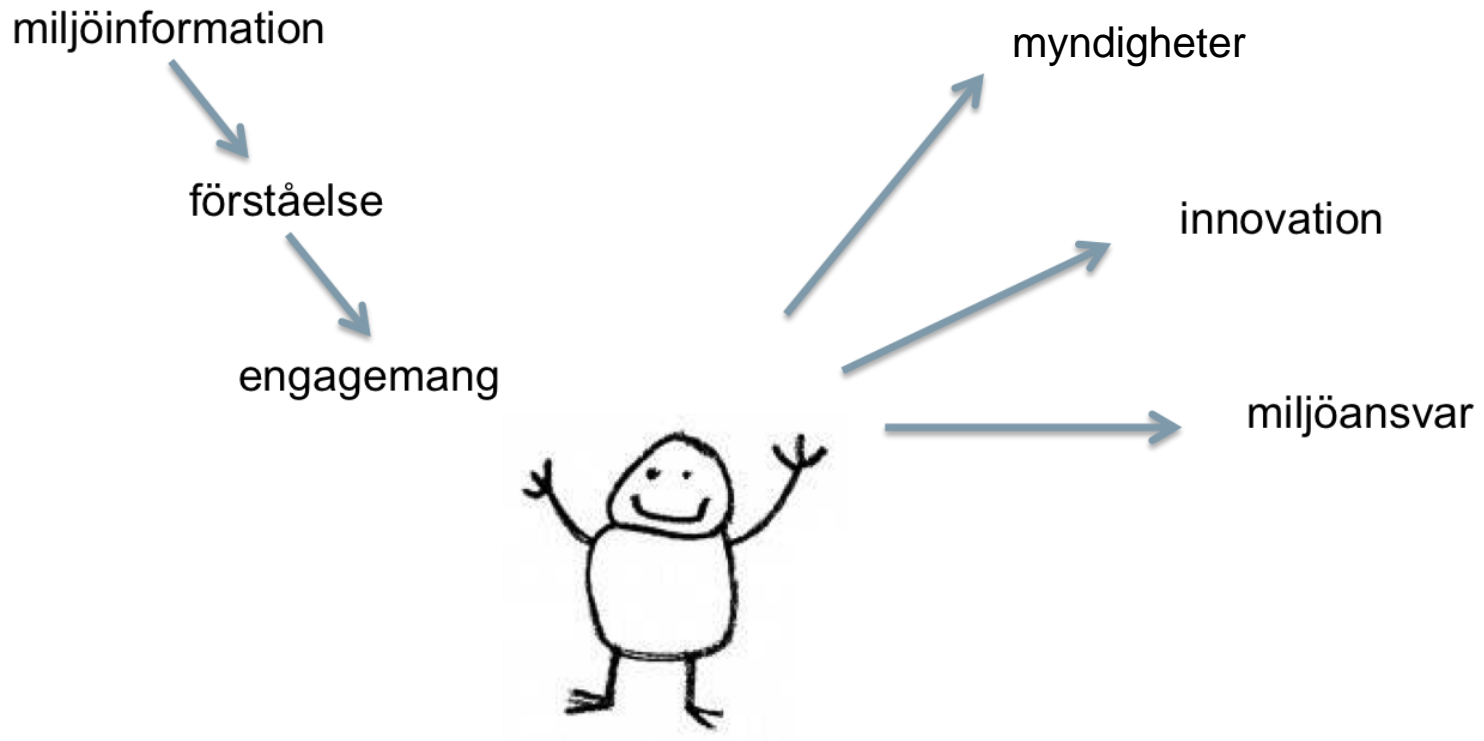 miljöinformation
förståelse
engagemang
myndigheter
innovation
miljöansvar